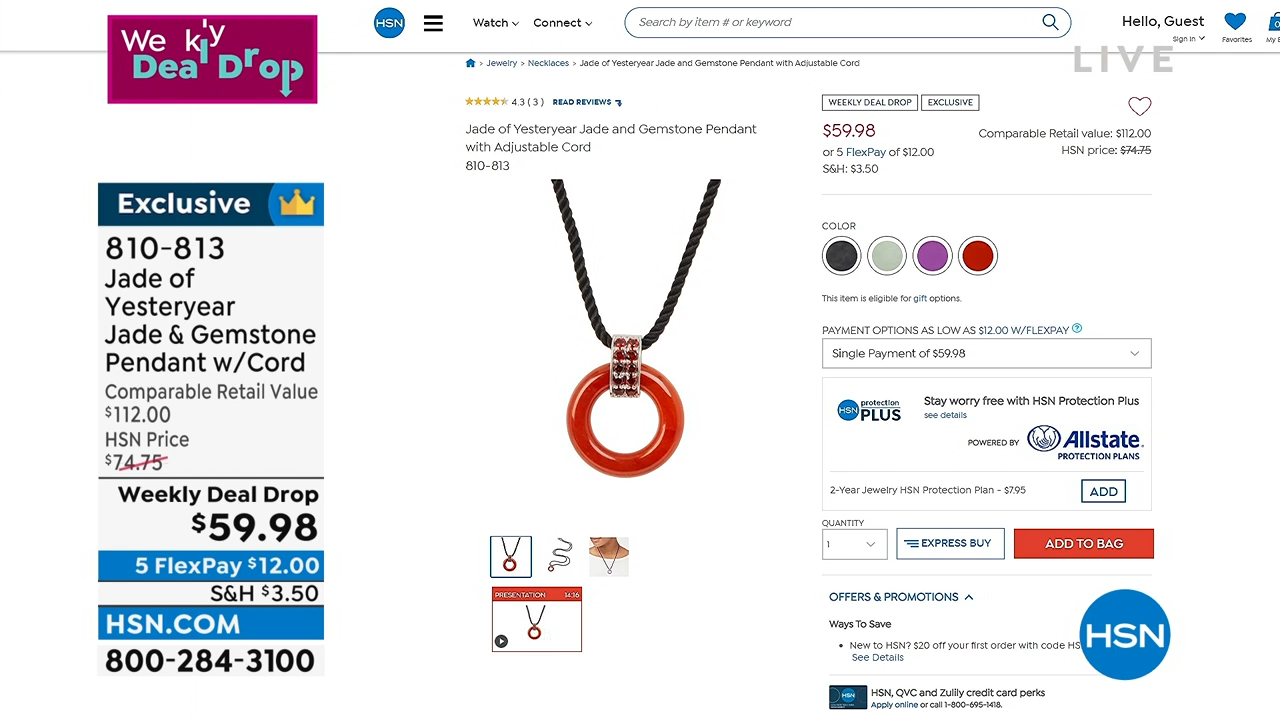 Weekly
Deal Drop
Exclusive
810-813
Jade of
Yesteryear
Jade & Gemstone
Pendant w/Cord
Comparable Retail Value
$112.00
HSN Price
$74.75
Weekly Deal Drop
$59.98
5 FlexPay $12.00
S&H $3.50
HSN.COM
800-284-3100
HSN
Watch
Connect
Search by item # or keyword
Hello, Guest
Sign In
Favorites
My B
0
LIVE
> Jewelry > Necklaces > Jade of Yesteryear Jade and Gemstone Pendant with Adjustable Cord
4.3 ( 3 ) READ REVIEWS
Jade of Yesteryear Jade and Gemstone Pendant
with Adjustable Cord
810-813
PRESENTATION 14:16
WEEKLY DEAL DROP EXCLUSIVE
$59.98
Comparable Retail value: $112.00
or 5 FlexPay of $12.00
HSN price: $74.75
S&H: $3.50
COLOR
This item is eligible for gift options.
PAYMENT OPTIONS AS LOW AS $12.00 W/FLEXPAY ?
Single Payment of $59.98
HSN protection PLUS
Stay worry free with HSN Protection Plus
see details
POWERED BY Allstate.
PROTECTION PLANS
2-Year Jewelry HSN Protection Plan - $7.95
ADD
QUANTITY
1
EXPRESS BUY
ADD TO BAG
OFFERS & PROMOTIONS
Ways To Save
• New to HSN? $20 off your first order with code HS
See Details
HSN
HSN
HSN, QVC and Zulily credit card perks
Apply online or call 1-800-695-1418.